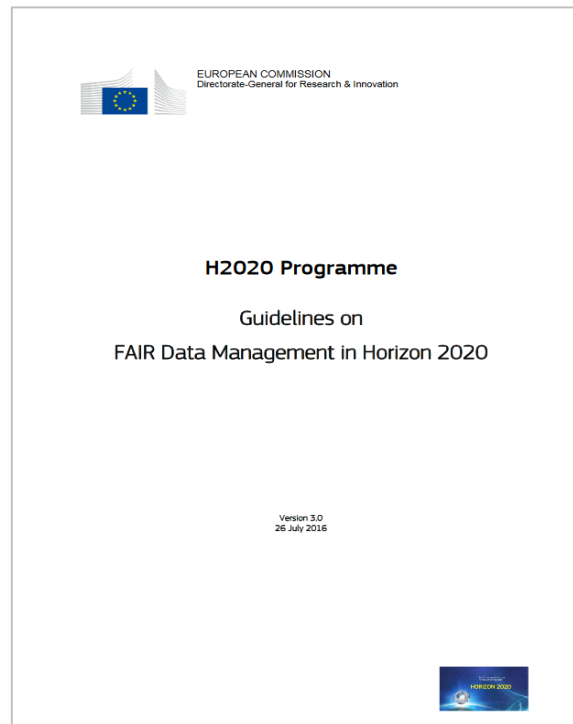 EUROPEAN COMMISSION
Directorate-General for Research & Innovation
H2020 Programme
Guidelines on
FAIR Data Management in Horizon 2020
Version 3.0
26 July 2016
HORIZON 2020